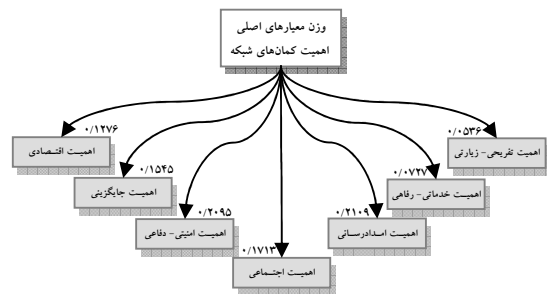 وزن معیارهای اصلی
اهمیت کمان‌های شبکه
۰/۰۵۳۶
اهمیت تفریحی- زیارتی
۰/۱۲۷۶
اهمیت اقتصادی
۰/۰۷۲۷
اهمیت خدماتی- رفاهی
۰/۱۵۴۵
اهمیت جایگزینی
۰/۲۱۰۹
اهمیت امدادرسانی
۰/۲۰۹۵
اهمیت امنیتی- دفاعی
۰/۱۷۱۳
اهمیت اجتماعی